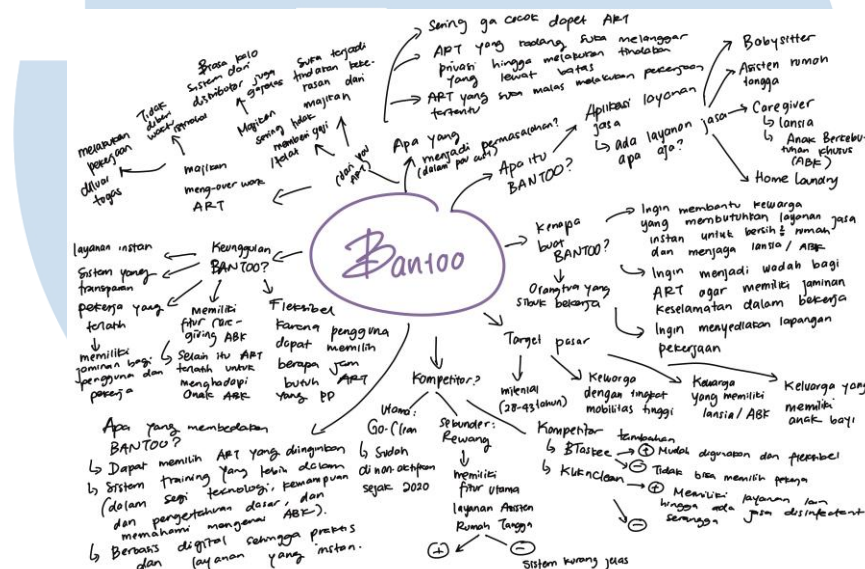 Bantoo
Apa yang
menjadi permasalahan?
(dalam pov user)
Sering ga cocok dapet ART
ART yang kadang suka melanggar
privasi hingga melakukan tindakan
yang lewat batas
ART yang suka malas melakukan pekerjaan
tertentu
(dari pov
ART)
majikan
meng-over work
ART
melakukan
pekerjaan
diluar
tugas
Tidak
diberi
waktu
istirahat
Majikan
sering tidak
memberi gaji
/telat
Biasa kalo
sistem dari
distributor juga
Suka terjadi
tindakan keke-
rasan dari
majikan
Apa itu
BANTOO?
Aplikasi layanan
jasa
↳ ada layanan jasa
apa aja?
Babysitter
Asisten rumah
tangga
Caregiver
↳ lansia
↳ Anak Berkebu-
tuhan khusus
(ABK)
Home Laundry
Kenapa
buat
BANTOO?
Orangtua yang
sibuk bekerja
Ingin membantu keluarga
yang membutuhkan layanan jasa
instan untuk bersih² rumah
dan menjaga lansia / ABK
Ingin menjadi wadah bagi
ART agar memiliki jaminan
keselamatan dalam bekerja
Ingin menyediakan lapangan
pekerjaan
Target pasar
milenial
(28-43 tahun)
Keluarga
dengan tingkat
mobilitas tinggi
Keluarga
yang memiliki
lansia / ABK
Keluarga yang
memiliki
anak bayi
Keunggulan
BANTOO?
layanan instan
Sistem yang
transparan
pekerja yang
terlatih
↓
memiliki
jaminan bagi
pengguna dan
pekerja
memiliki
fitur care-
giving ABK
↳ Selain itu ART
terlatih untuk
menghadapi
Anak ABK
Fleksibel
karena pengguna
dapat memilih
berapa jam
butuh ART
yang PP
Apa yang membedakan
BANTOO?
↳ Dapat memilih ART yang diinginkan
↳ Sistem training yang lebih dalam
(dalam segi teknologi, kemampuan
dan pengetahuan dasar, dan
memahami mengenai ABK).
↳ Berbasis digital sehingga praktis
dan layanan yang instan.
Kompetitor?
Utama:
Go-Clean
↳ Sudah
dinonaktifkan
sejak 2020
Sekunder:
Rewang
↓
memiliki
fitur utama
layanan Asisten
Rumah Tangga
+
-
Sistem kurang jelas
Kompetitor tambahan
↳ BTaskee
+ Mudah digunakan dan fleksibel
- Tidak bisa memilih pekerja
↳ KliknClean
+ Memiliki layanan lain
hingga ada jasa disinfectant
serangga
-